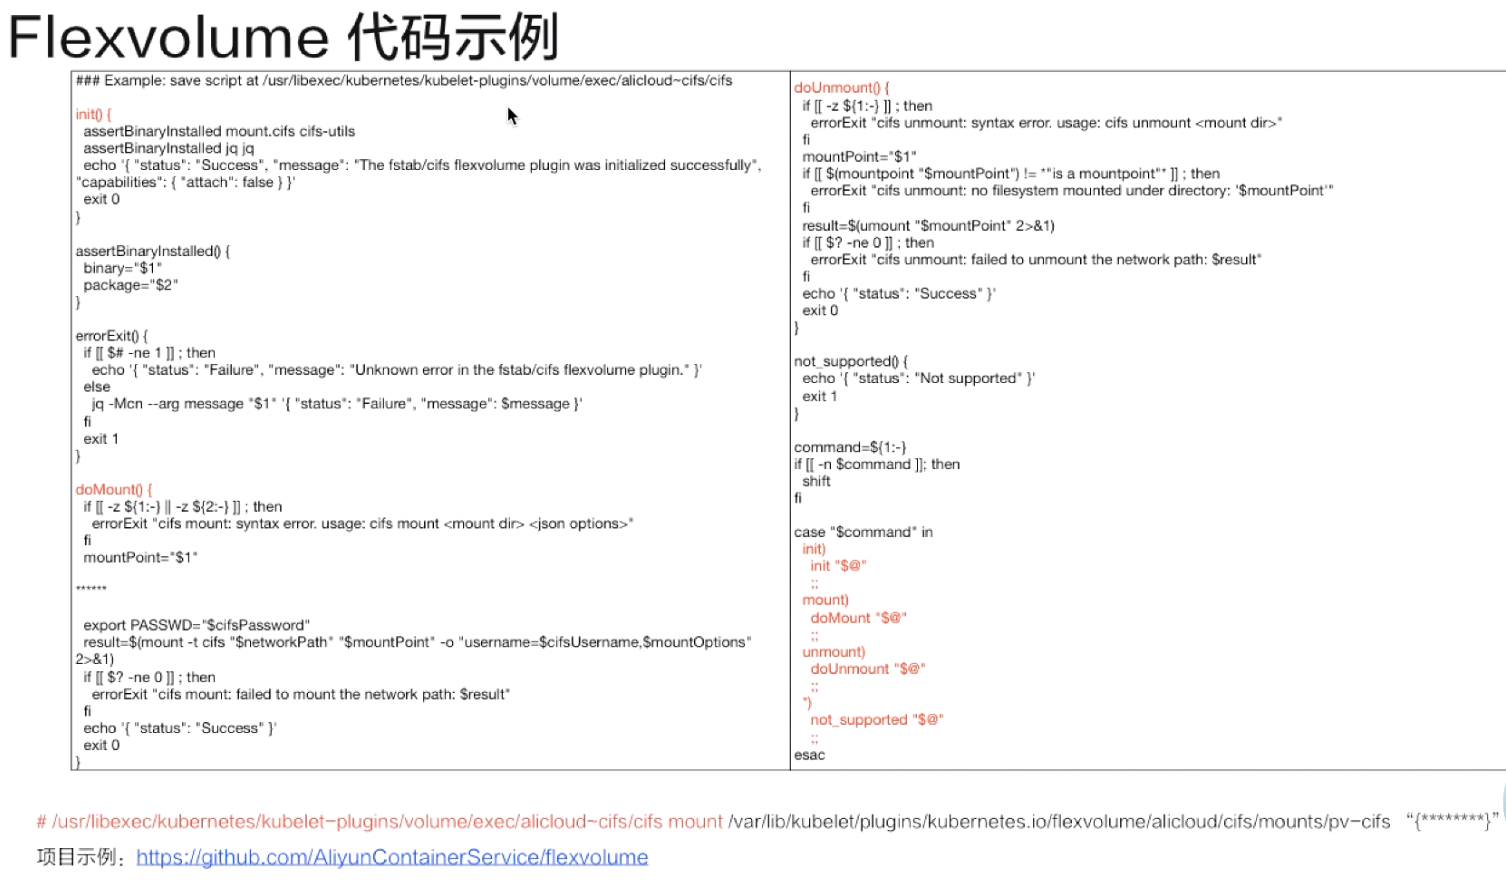 Flexvolume 代码示例
### Example: save script at /usr/libexec/kubernetes/kubelet-plugins/volume/exec/alicloud~cifs/cifs
init() {
assertBinaryInstalled mount.cifs cifs-utils
assertBinaryInstalled jq jq
echo '{ "status": "Success", "message": "The fstab/cifs flexvolume plugin was initialized successfully",
"capabilities": { "attach": false } }'
exit 0
}
assertBinaryInstalled() {
binary="$1"
package="$2"
}
errorExit() {
if [[ $# -ne 1 ]] ; then
echo '{ "status": "Failure", "message": "Unknown error in the fstab/cifs flexvolume plugin." }'
else
jq -Mcn --arg message "$1" '{ "status": "Failure", "message": $message }'
fi
exit 1
}
doMount() {
if [[ -z ${1:-} || -z ${2:-} ]] ; then
errorExit "cifs mount: syntax error. usage: cifs mount <mount dir> <json options>"
fi
mountPoint="$1"
******
export PASSWD="$cifsPassword"
result=$(mount -t cifs "$networkPath" "$mountPoint" -o "username=$cifsUsername,$mountOptions"
2>&1)
if [[ $? -ne 0 ]] ; then
errorExit "cifs mount: failed to mount the network path: $result"
fi
echo '{ "status": "Success" }'
exit 0
}
doUnmount() {
if [[ -z ${1:-} ]] ; then
errorExit "cifs unmount: syntax error. usage: cifs unmount <mount dir>"
fi
mountPoint="$1"
if [[ $(mountpoint "$mountPoint") != *"is a mountpoint"* ]] ; then
errorExit "cifs unmount: no filesystem mounted under directory: '$mountPoint'"
fi
result=$(umount "$mountPoint" 2>&1)
if [[ $? -ne 0 ]] ; then
errorExit "cifs unmount: failed to unmount the network path: $result"
fi
echo '{ "status": "Success" }'
exit 0
}
not_supported() {
echo '{ "status": "Not supported" }'
exit 1
}
command=${1:-}
if [[ -n $command ]]; then
shift
fi
case "$command" in
init)
init "$@"
;;
mount)
doMount "$@"
;;
unmount)
doUnmount "$@"
;;
*)
not_supported "$@"
;;
esac
# /usr/libexec/kubernetes/kubelet-plugins/volume/exec/alicloud~cifs/cifs mount /var/lib/kubelet/plugins/kubernetes.io/flexvolume/alicloud/cifs/mounts/pv-cifs “{********}”
项目示例：https://github.com/AliyunContainerService/flexvolume